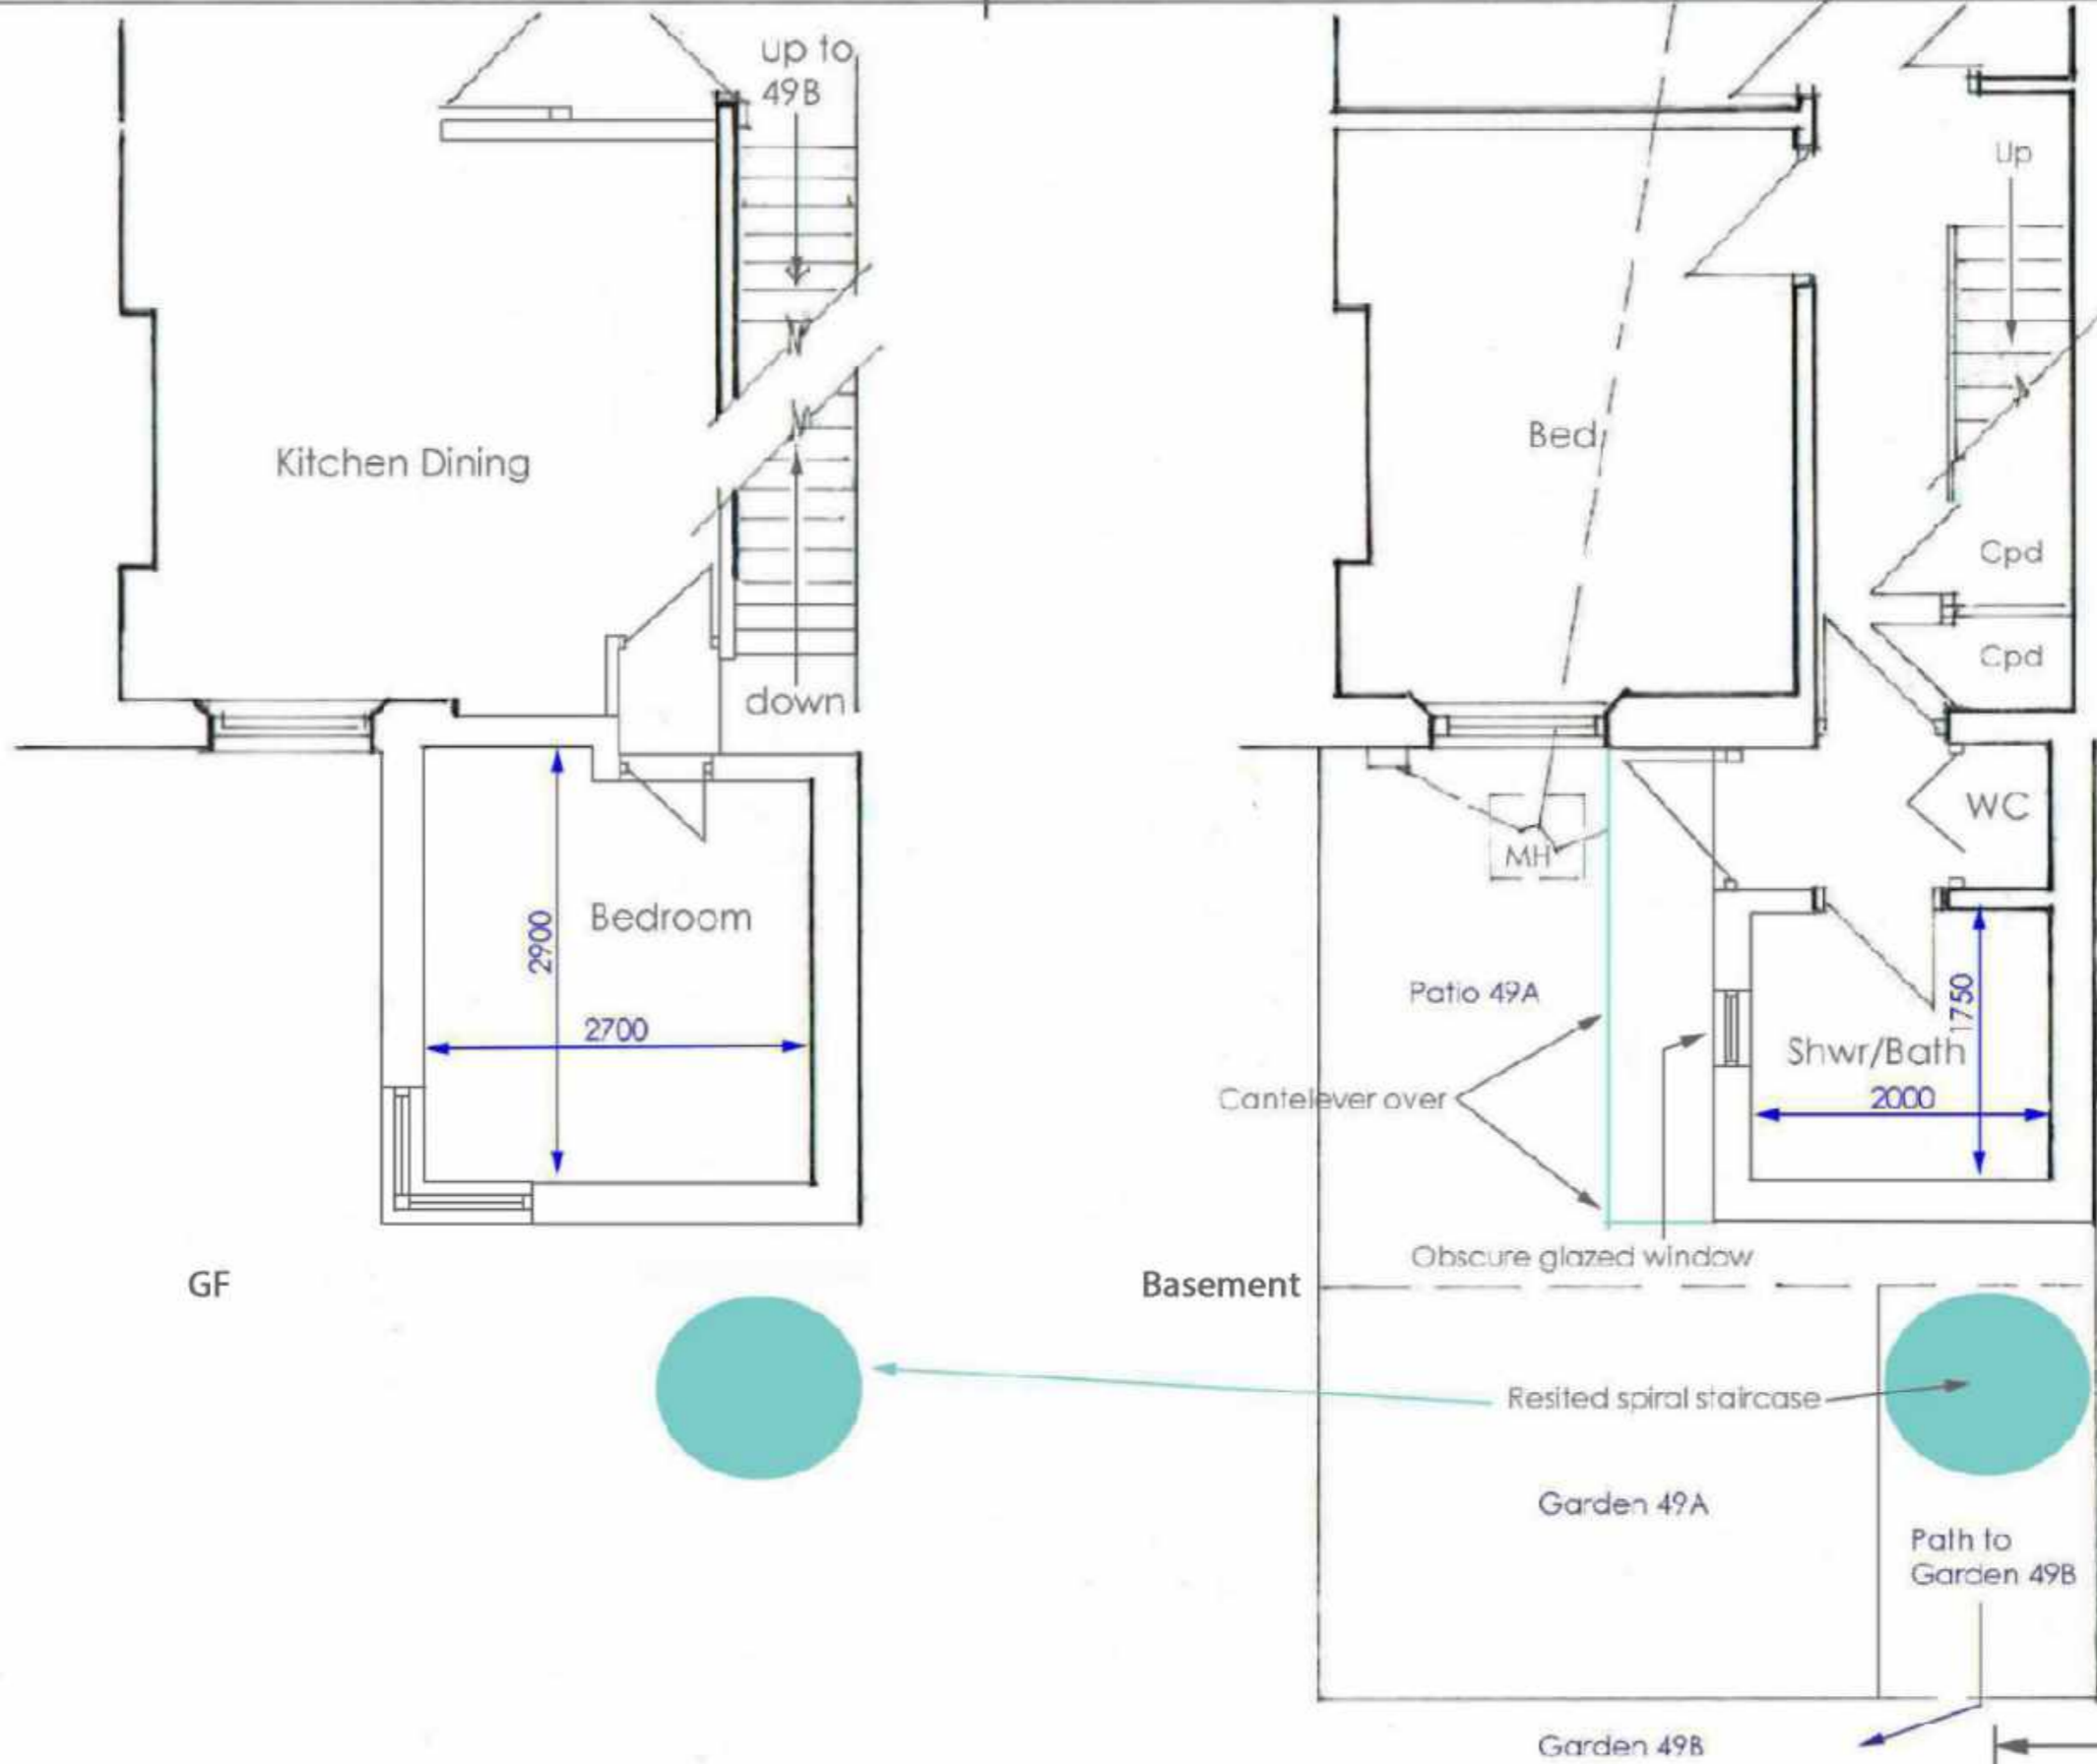 up to
49B
Kitchen Dining
down
2900
Bedroom
2700
GF
Up
Bed
Cpd
Cpd
WC
MH
Patio 49A
1750
Shwr/Bath
2000
Cantelever over
Obscure glazed window
Basement
Resited spiral staircase
Garden 49A
Path to
Garden 49B
Garden 49B